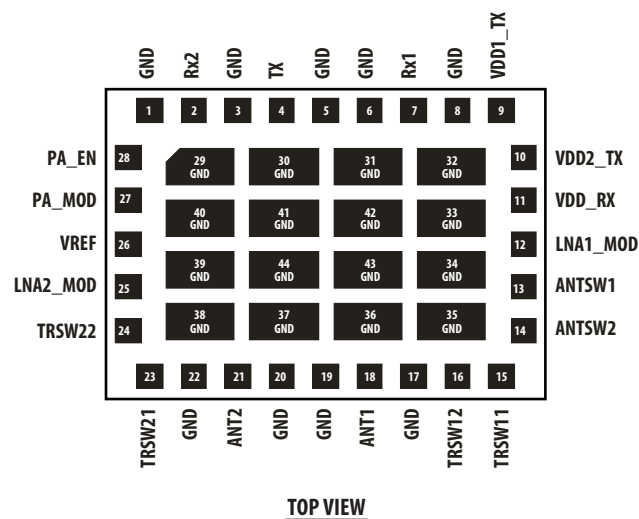 GND Rx2 GND TX GND GND Rx1 GND VDD1_TX
1 2 3 4 5 6 7 8 9
PA_EN 28 29 30 31 32 10 VDD2_TX
GND GND GND GND
PA_MOD 27 40 41 42 33 11 VDD_RX
GND GND GND GND
VREF 26 12 LNA1_MOD
39 44 43 34
GND GND GND GND
LNA2_MOD 25 13 ANTSW1
38 37 36 35
GND GND GND GND
TRSW22 24 14 ANTSW2
23 22 21 20 19 18 17 16 15
TRSW21 GND ANT2 GND GND ANT1 GND TRSW12 TRSW11
TOP VIEW